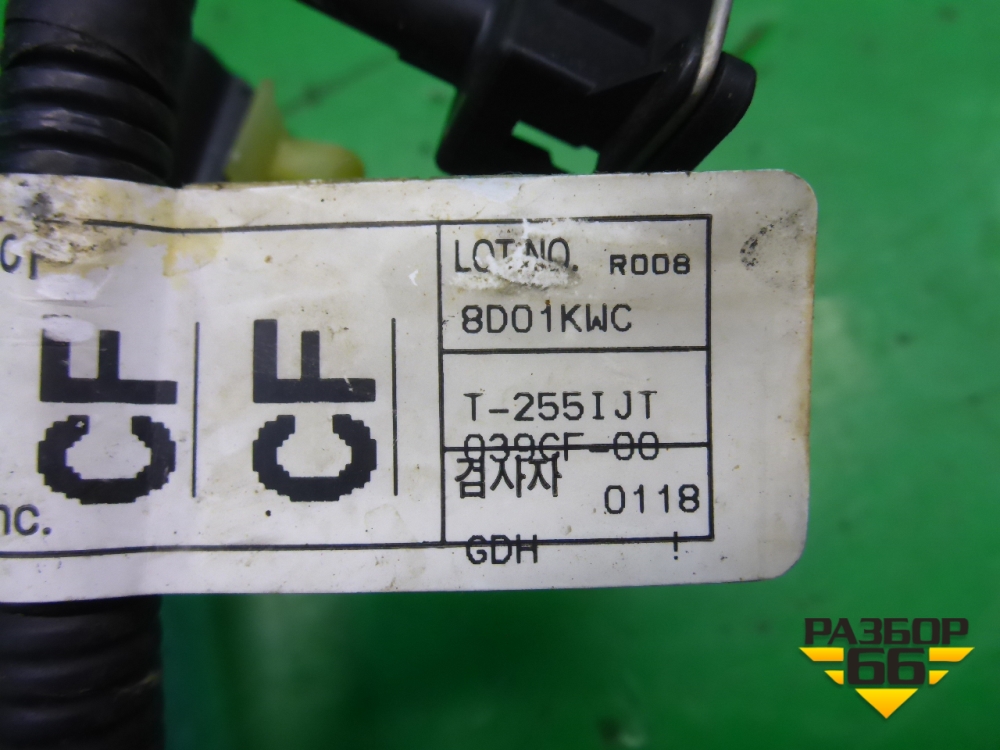 LOT NO. R008
8D01KWC
T-255IJT
039CF-00
검사자 0118
GDH !
CF
CF
nc.
РАЗБОР
66